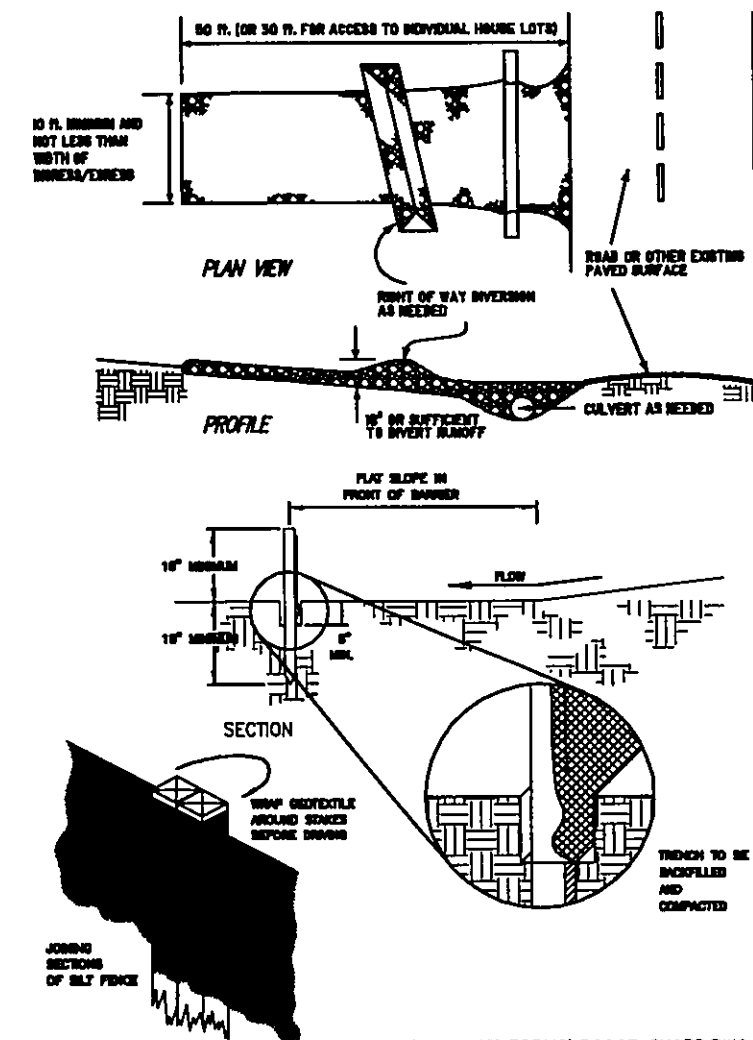 50 ft. (OR 30 ft. FOR ACCESS TO INDIVIDUAL HOUSE LOTS)
10 ft. MINIMUM AND
NOT LESS THAN
WIDTH OF
INGRESS/EGRESS
PLAN VIEW
RIGHT OF WAY DIVERSION
AS NEEDED
ROAD OR OTHER EXISTING
PAVED SURFACE
PROFILE
18" OR SUFFICIENT
TO DIVERT RUNOFF
CULVERT AS NEEDED
FLAT SLOPE IN
FRONT OF BARRIER
MINIMUM
FLOW
MINIMUM
MIN.
SECTION
WRAP GEOTEXTILE
AROUND STAKES
BEFORE DRIVING
TRENCH TO BE
BACKFILLED
AND
COMPACTED
JOINING
SECTIONS
OF SILT FENCE